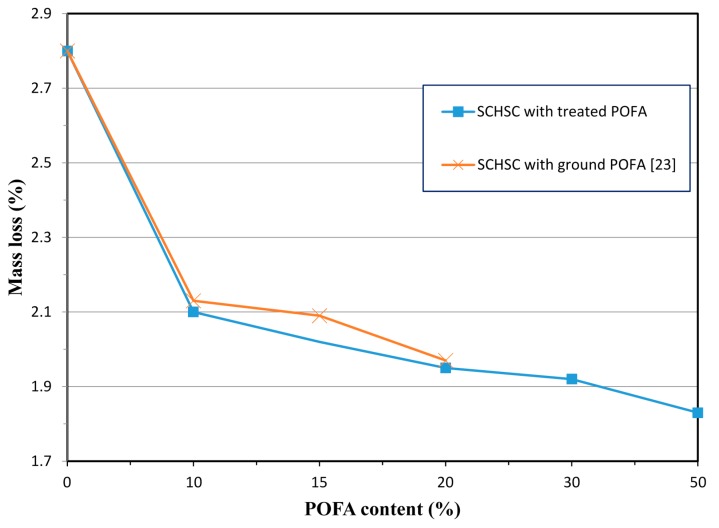 2.9
2.7
2.5
2.3
2.1
1.9
1.7
Mass loss (%)
SCHSC with treated POFA
SCHSC with ground POFA [23]
0 10 15 20 30 50
POFA content (%)